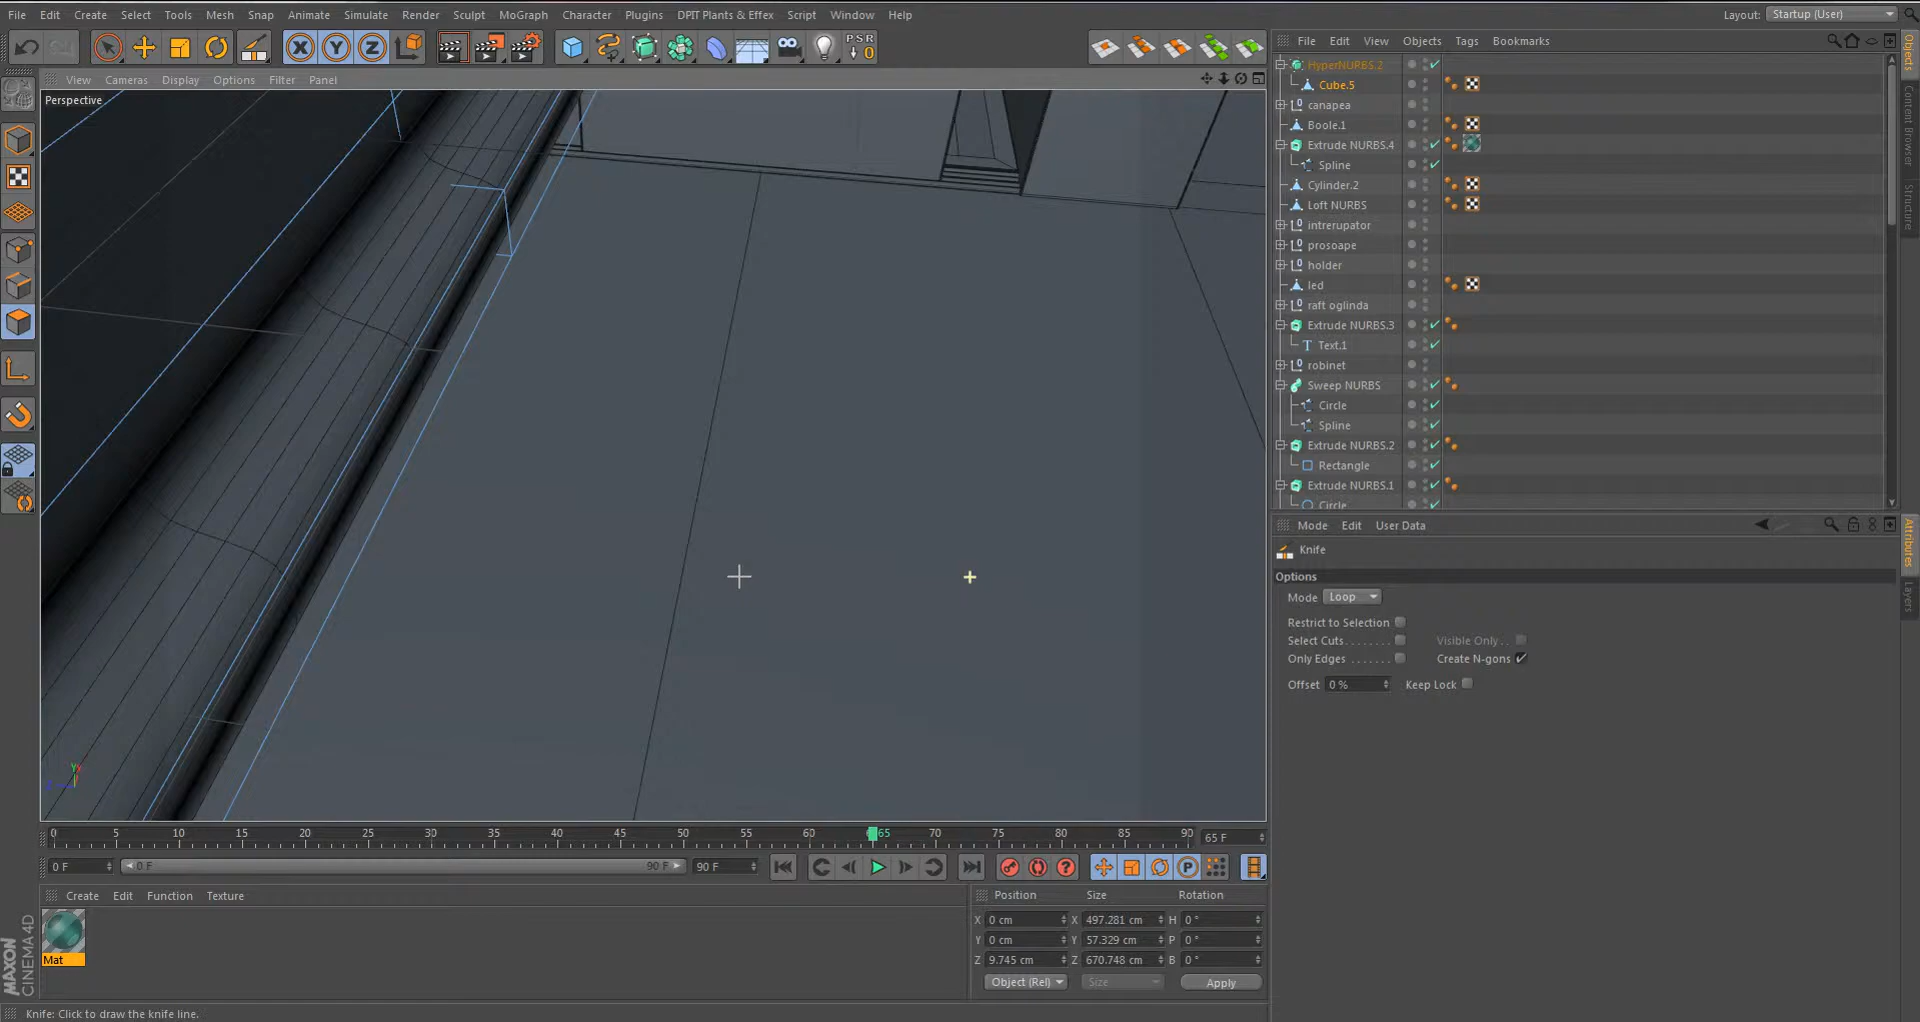 File Edit Create Select Tools Mesh Snap Animate Simulate Render Sculpt MoGraph Character Plugins DPIT Plants & Effex Script Window Help Layout: Startup (User)
PSR
0
File Edit View Objects Tags Bookmarks
View Cameras Display Options Filter Panel
Perspective
HyperNURBS.2
Cube.5
canapea
Boole.1
Extrude NURBS.4
Spline
Cylinder.2
Loft NURBS
intrerupator
prosoape
holder
led
raft oglinda
Extrude NURBS.3
Text.1
robinet
Sweep NURBS
Circle
Spline
Extrude NURBS.2
Rectangle
Extrude NURBS.1
Circle
Objects
Content Browser
Structure
Mode Edit User Data
Knife
Options
Mode Loop
Restrict to Selection
Select Cuts Visible Only
Only Edges Create N-gons
Offset 0 % Keep Lock
Attributes
Layers
0 5 10 15 20 25 30 35 40 45 50 55 60 65 70 75 80 85 90 65 F
0 F 0 F 90 F 90 F
Create Edit Function Texture
Mat
Position Size Rotation
X 0 cm X 497.281 cm H 0 °
Y 0 cm Y 57.329 cm P 0 °
Z 9.745 cm Z 670.748 cm B 0 °
Object (Rel) Size Apply
MAXON
CINEMA 4D
Knife: Click to draw the knife line.